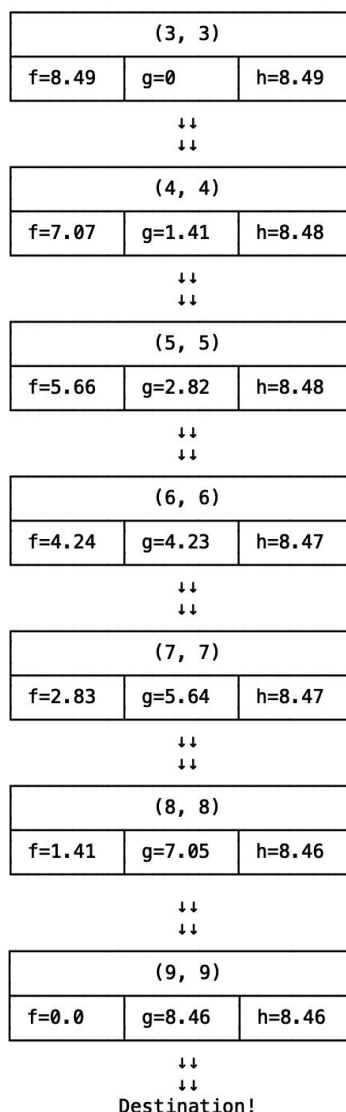 (3, 3)
f=8.49 g=0 h=8.49
↓↓
↓↓
(4, 4)
f=7.07 g=1.41 h=8.48
↓↓
↓↓
(5, 5)
f=5.66 g=2.82 h=8.48
↓↓
↓↓
(6, 6)
f=4.24 g=4.23 h=8.47
↓↓
↓↓
(7, 7)
f=2.83 g=5.64 h=8.47
↓↓
↓↓
(8, 8)
f=1.41 g=7.05 h=8.46
↓↓
↓↓
(9, 9)
f=0.0 g=8.46 h=8.46
↓↓
↓↓
Destination!